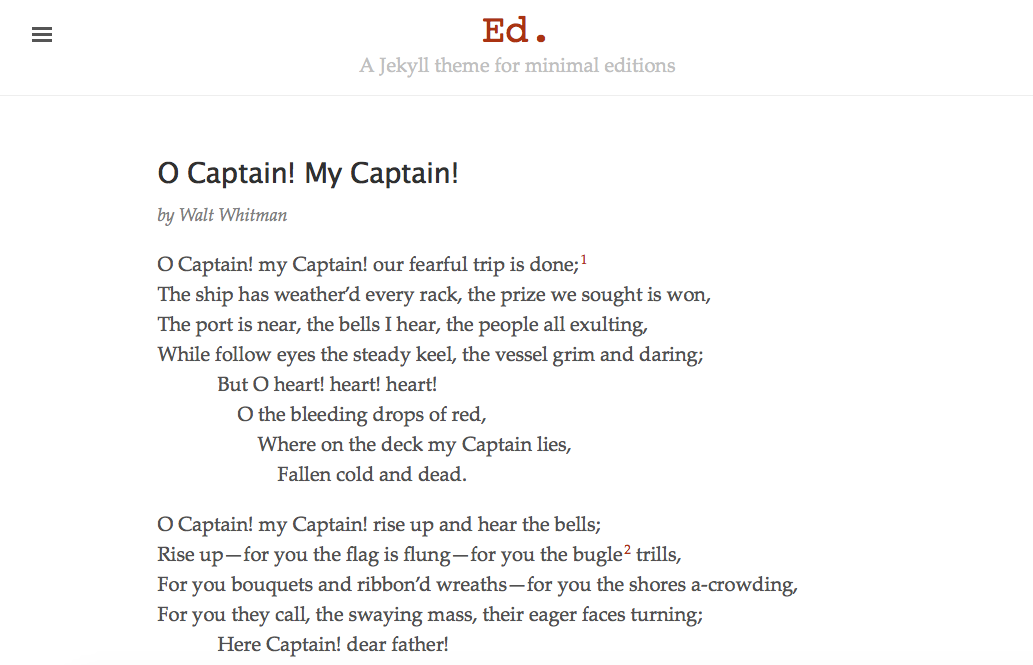 Ed.
A Jekyll theme for minimal editions
O Captain! My Captain!
by Walt Whitman
O Captain! my Captain! our fearful trip is done;1
The ship has weather’d every rack, the prize we sought is won,
The port is near, the bells I hear, the people all exulting,
While follow eyes the steady keel, the vessel grim and daring;
But O heart! heart! heart!
O the bleeding drops of red,
Where on the deck my Captain lies,
Fallen cold and dead.
O Captain! my Captain! rise up and hear the bells;
Rise up—for you the flag is flung—for you the bugle2 trills,
For you bouquets and ribbon’d wreaths—for you the shores a-crowding,
For you they call, the swaying mass, their eager faces turning;
Here Captain! dear father!